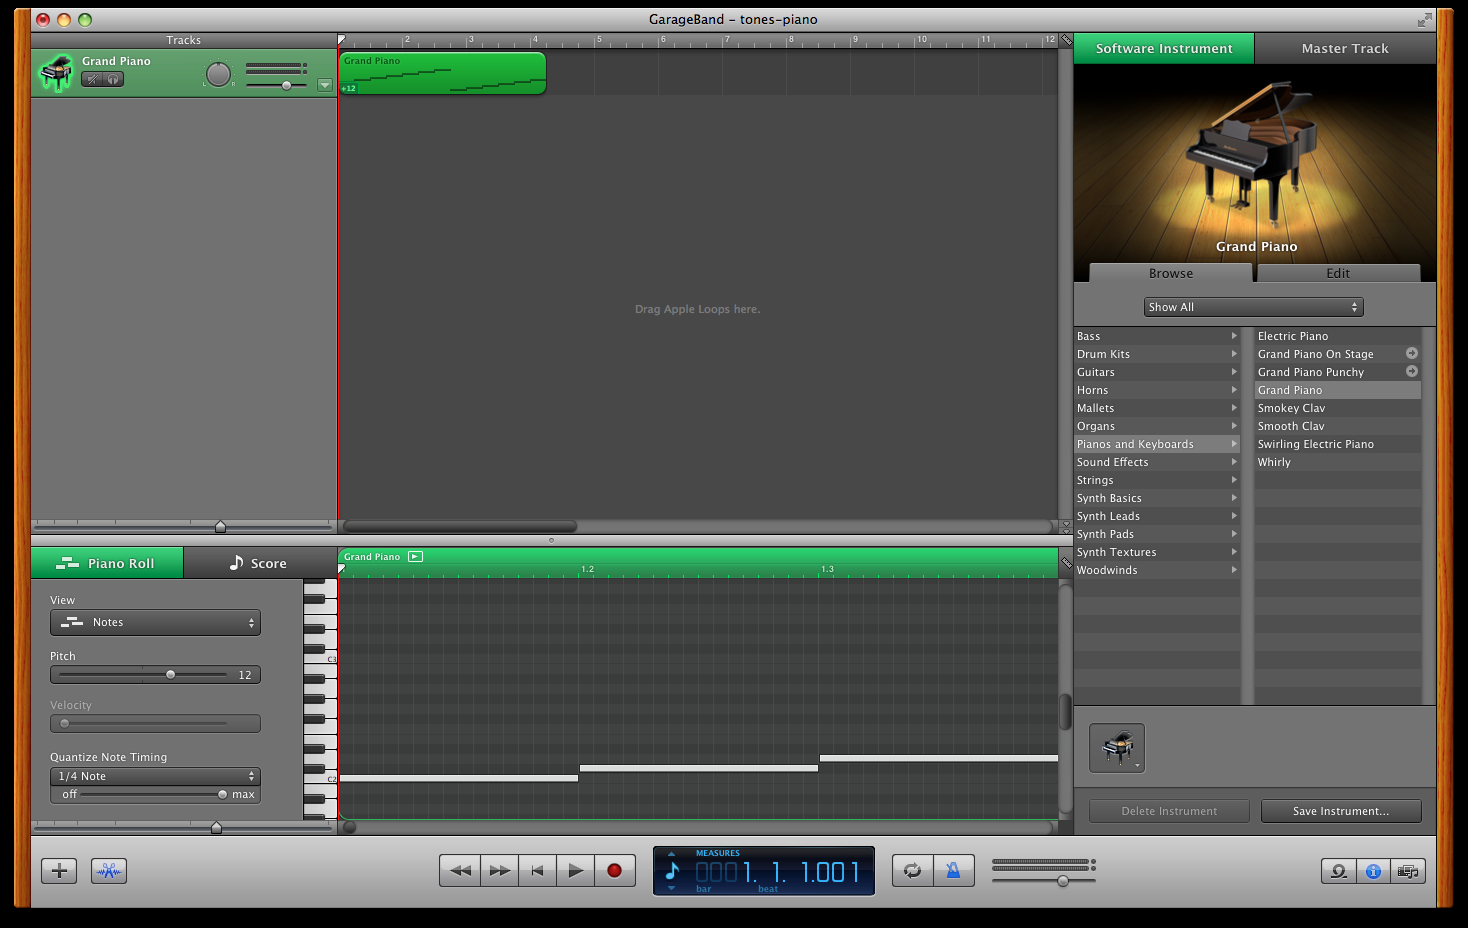 GarageBand – tones-piano
Tracks
2 3 4 5 6 7 8 9 10 11 12
Software Instrument
Master Track
Grand Piano
L R
Grand Piano
+12
Drag Apple Loops here.
Grand Piano
Browse
Edit
Show All
Bass
Drum Kits
Guitars
Horns
Mallets
Organs
Pianos and Keyboards
Sound Effects
Strings
Synth Basics
Synth Leads
Synth Pads
Synth Textures
Woodwinds
Electric Piano
Grand Piano On Stage
Grand Piano Punchy
Grand Piano
Smokey Clav
Smooth Clav
Swirling Electric Piano
Whirly
Piano Roll
Score
Grand Piano
1.2 1.3
View
Notes
Pitch
12
Velocity
Quantize Note Timing
1/4 Note
off max
C3
C2
Delete Instrument
Save Instrument...
MEASURES
0001. 1. 1.001
bar beat